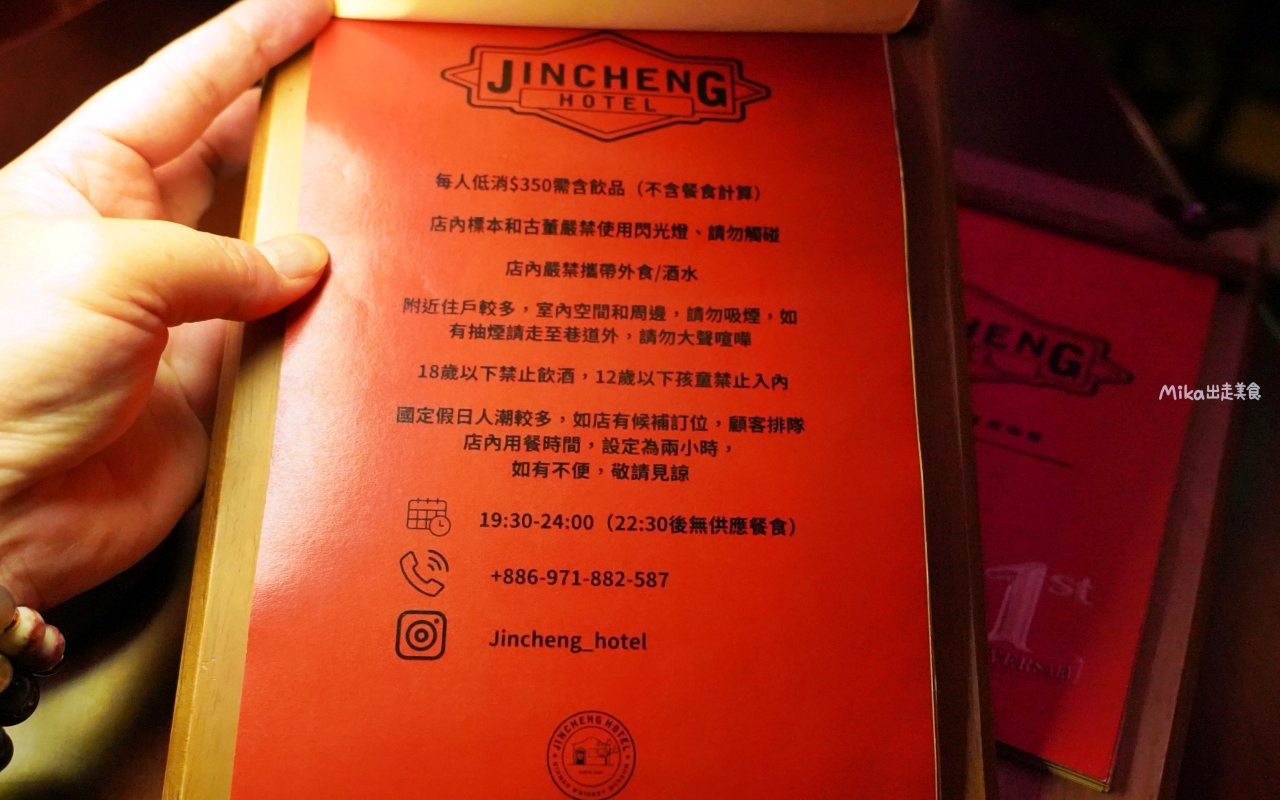 JINCHENG
HOTEL
每人低消$350需含飲品（不含餐食計算）
店內標本和古董嚴禁使用閃光燈、請勿觸碰
店內嚴禁攜帶外食/酒水
附近住戶較多，室內空間和周邊，請勿吸煙，如
有抽煙請走至巷道外，請勿大聲喧嘩
18歲以下禁止飲酒，12歲以下孩童禁止入內
國定假日人潮較多，如店有候補訂位，顧客排隊
店內用餐時間，設定為兩小時，
如有不便，敬請見諒
19:30-24:00（22:30後無供應餐食）
+886-971-882-587
Jincheng_hotel
JINCHENG HOTEL
HENG
1st
Mika出走美食